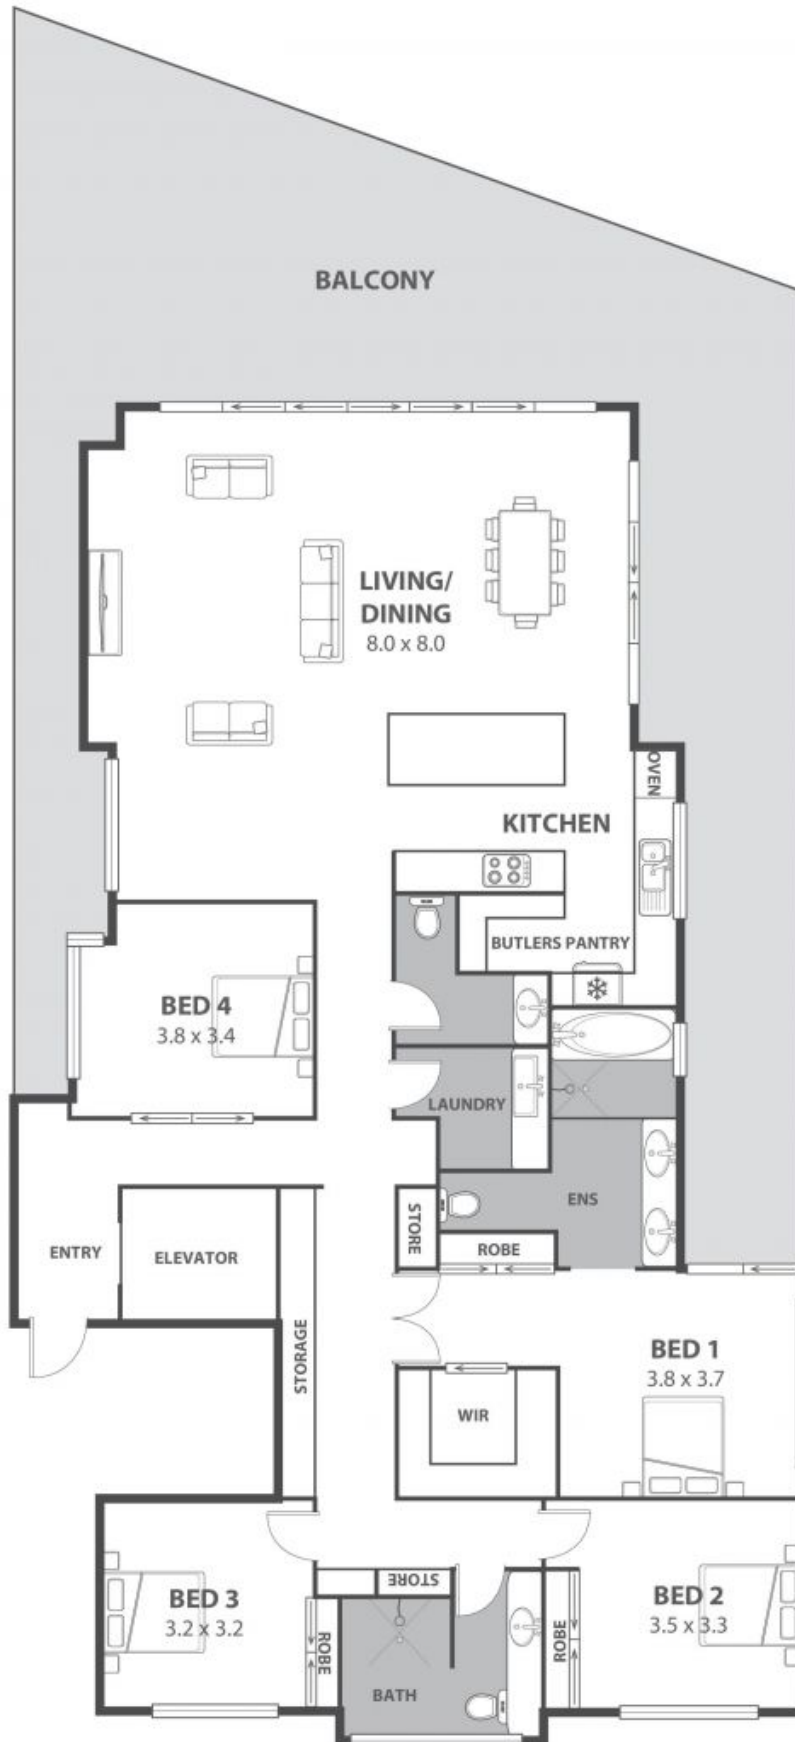 BALCONY
LIVING/
DINING
8.0 x 8.0
OVEN
KITCHEN
BUTLERS PANTRY
BED 4
3.8 x 3.4
LAUNDRY
ENS
STORE
ROBE
ENTRY
ELEVATOR
STORAGE
BED 1
3.8 x 3.7
WIR
STORE
BED 3
3.2 x 3.2
ROBE
BATH
ROBE
BED 2
3.5 x 3.3